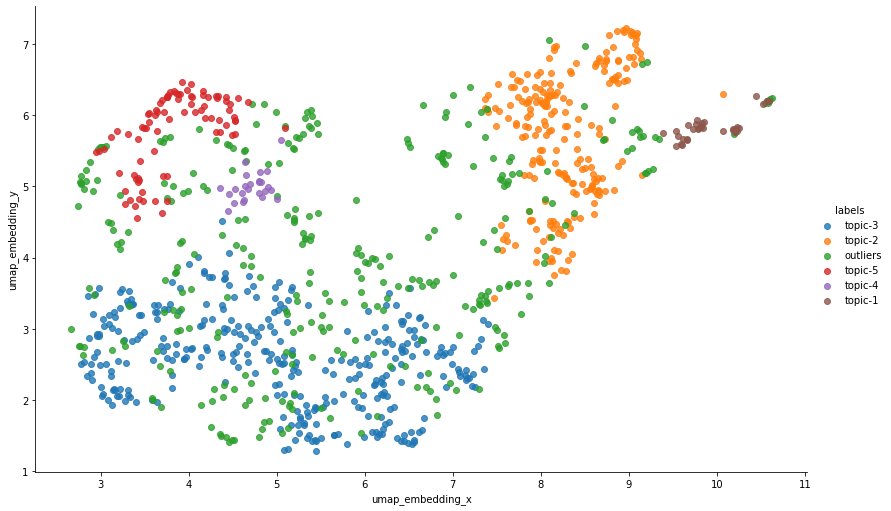 7
6
5
4
3
2
1
umap_embedding_y
3 4 5 6 7 8 9 10 11
umap_embedding_x
labels
topic-3
topic-2
outliers
topic-5
topic-4
topic-1